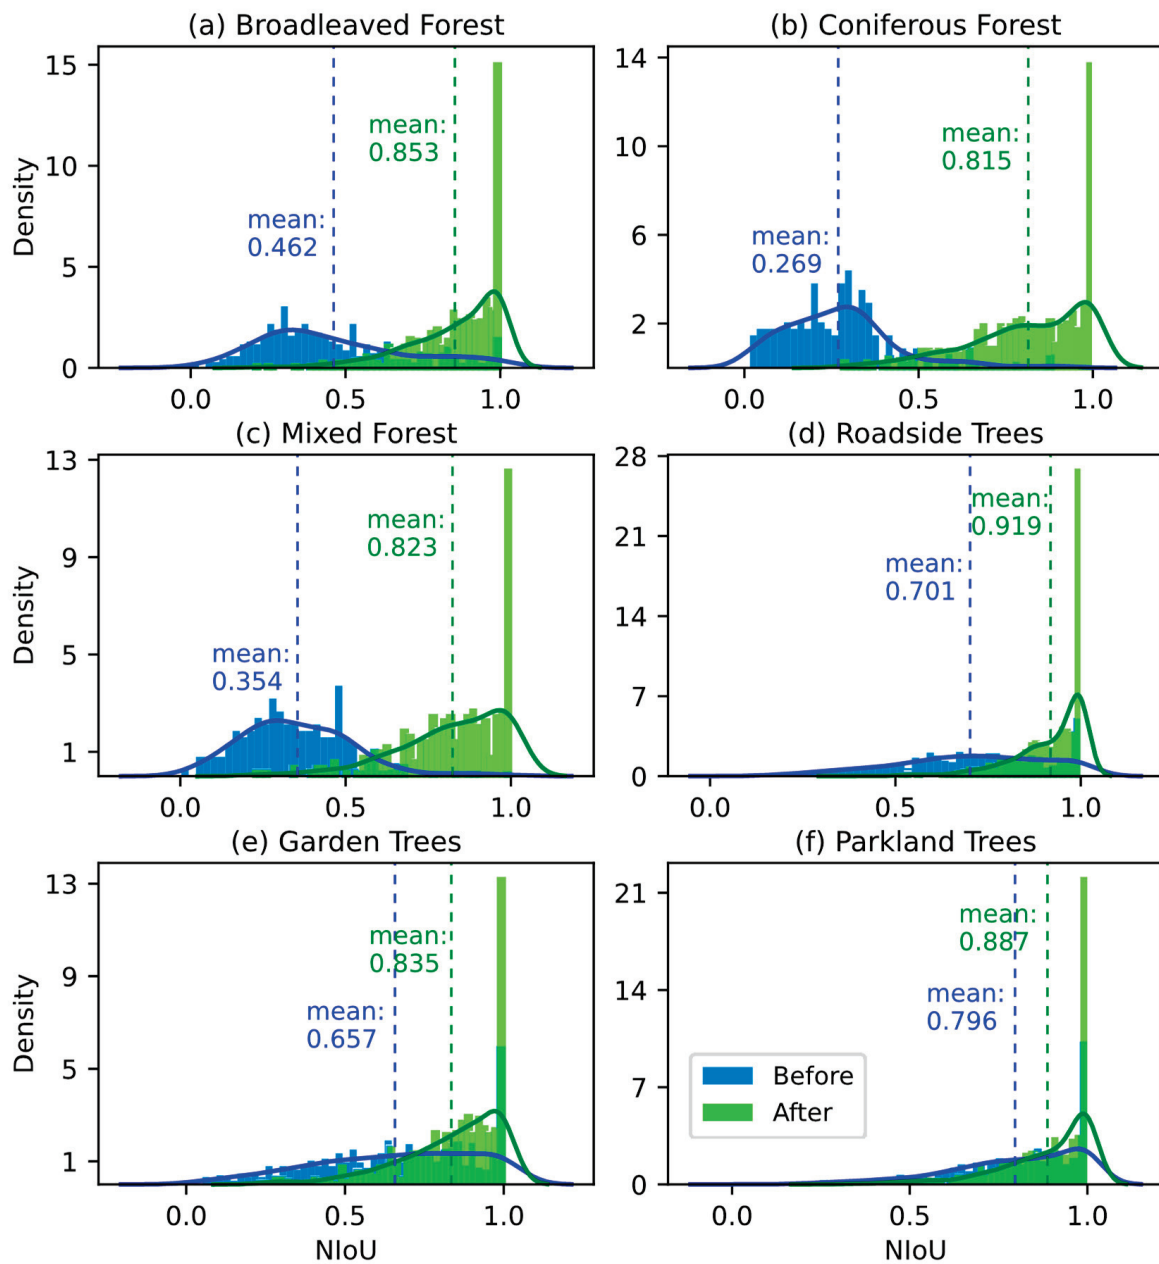 (a) Broadleaved Forest
(b) Coniferous Forest
15
10
5
0
Density
mean:
0.853
mean:
0.462
0.0
0.5
1.0
14
10
6
2
mean:
0.815
mean:
0.269
0.0
0.5
1.0
(c) Mixed Forest
(d) Roadside Trees
13
9
5
1
Density
mean:
0.823
mean:
0.354
0.0
0.5
1.0
28
21
14
7
0
mean:
0.919
mean:
0.701
0.0
0.5
1.0
(e) Garden Trees
(f) Parkland Trees
13
9
5
1
Density
mean:
0.835
mean:
0.657
0.0
0.5
1.0
NIoU
21
14
7
0
mean:
0.887
mean:
0.796
Before
After
0.0
0.5
1.0
NIoU